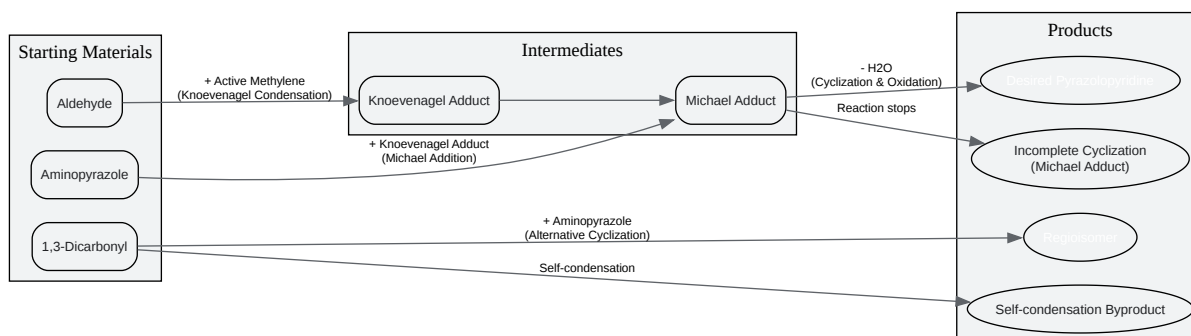 Starting Materials
Aldehyde
Aminopyrazole
1,3-Dicarbonyl
+ Active Methylene
(Knoevenagel Condensation)
Intermediates
Knoevenagel Adduct
Michael Adduct
+ Knoevenagel Adduct
(Michael Addition)
- H2O
(Cyclization & Oxidation)
Reaction stops
+ Aminopyrazole
(Alternative Cyclization)
Self-condensation
Products
Desired Pyrazolopyridine
Incomplete Cyclization
(Michael Adduct)
Regioisomer
Self-condensation Byproduct